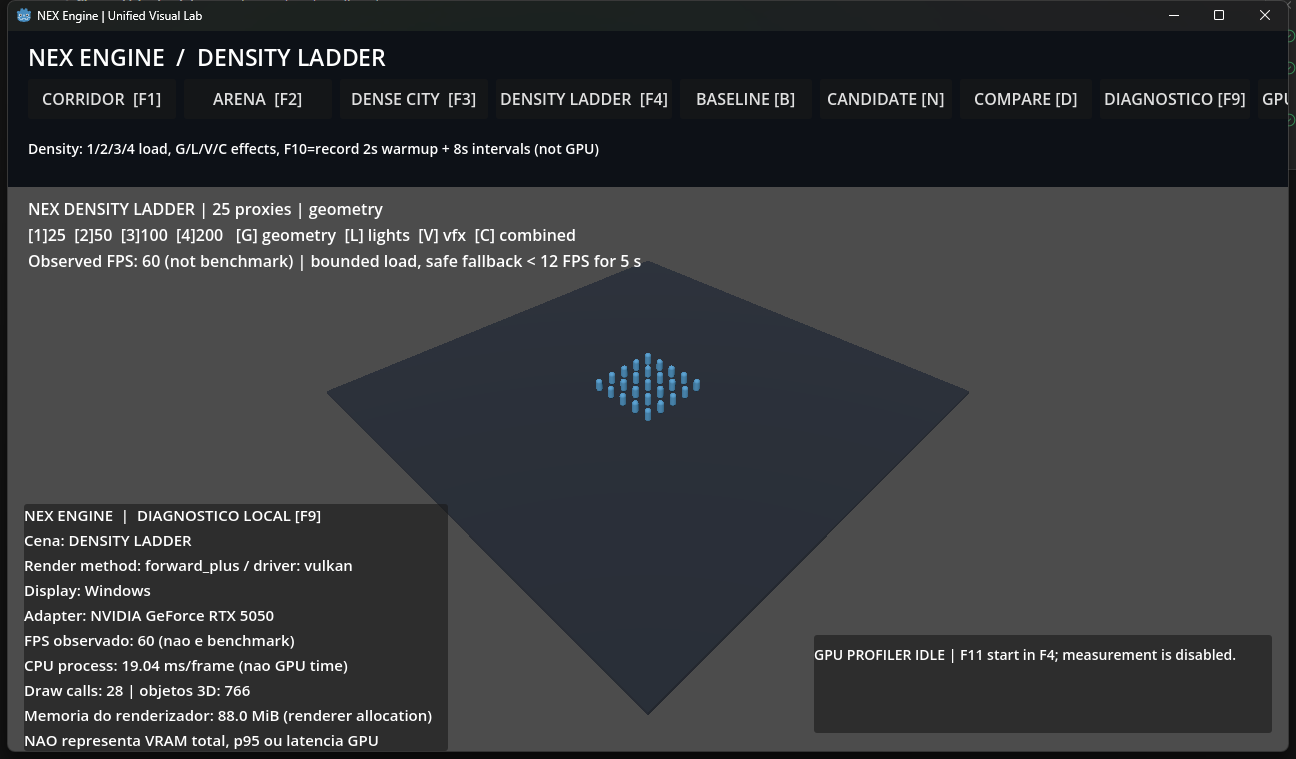 NEX Engine | Unified Visual Lab
NEX ENGINE / DENSITY LADDER
CORRIDOR [F1] ARENA [F2] DENSE CITY [F3] DENSITY LADDER [F4] BASELINE [B] CANDIDATE [N] COMPARE [D] DIAGNOSTICO [F9]
Density: 1/2/3/4 load, G/L/V/C effects, F10=record 2s warmup + 8s intervals (not GPU)
NEX DENSITY LADDER | 25 proxies | geometry
[1]25 [2]50 [3]100 [4]200 [G] geometry [L] lights [V] vfx [C] combined
Observed FPS: 60 (not benchmark) | bounded load, safe fallback < 12 FPS for 5 s
NEX ENGINE | DIAGNOSTICO LOCAL [F9]
Cena: DENSITY LADDER
Render method: forward_plus / driver: vulkan
Display: Windows
Adapter: NVIDIA GeForce RTX 5050
FPS observado: 60 (nao e benchmark)
CPU process: 19.04 ms/frame (nao GPU time)
Draw calls: 28 | objetos 3D: 766
Memoria do renderizador: 88.0 MiB (renderer allocation)
NAO representa VRAM total, p95 ou latencia GPU
GPU PROFILER IDLE | F11 start in F4; measurement is disabled.